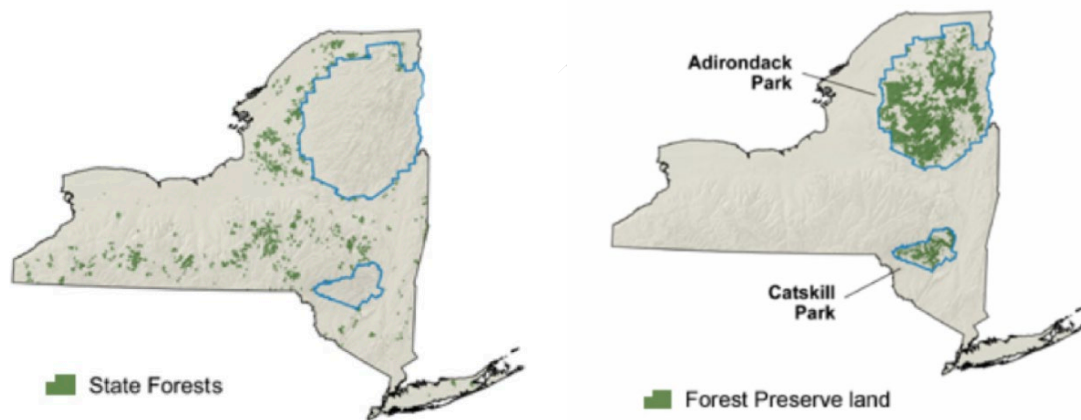 Adirondack
Park
Catskill
Park
State Forests
Forest Preserve land